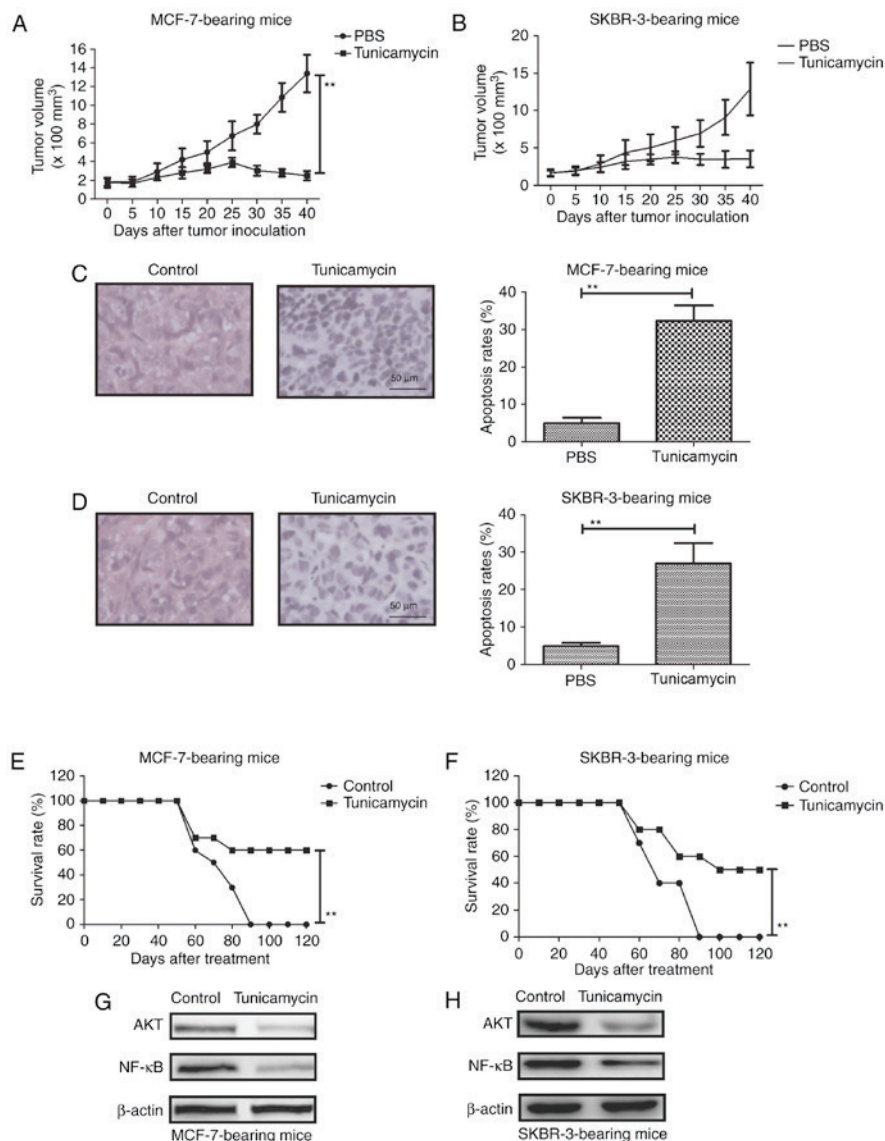 A
MCF-7-bearing mice
PBS
Tunicamycin
Tumor volume
(x 100 mm³)
16
14
12
10
8
6
4
2
0
**
0 5 10 15 20 25 30 35 40
Days after tumor inoculation
B
SKBR-3-bearing mice
PBS
Tunicamycin
Tumor volume
(x 100 mm³)
20
15
10
5
0
0 5 10 15 20 25 30 35 40
Days after tumor inoculation
C
Control
Tunicamycin
50 μm
MCF-7-bearing mice
**
Apoptosis rates (%)
40
30
20
10
0
PBS
Tunicamycin
D
Control
Tunicamycin
50 μm
SKBR-3-bearing mice
**
Apoptosis rates (%)
40
30
20
10
0
PBS
Tunicamycin
E
MCF-7-bearing mice
Control
Tunicamycin
Survival rate (%)
120
100
80
60
40
20
0
**
0 20 40 60 80 100 120
Days after treatment
F
SKBR-3-bearing mice
Control
Tunicamycin
Survival rate (%)
120
100
80
60
40
20
0
**
0 20 40 60 80 100 120
Days after treatment
G
Control Tunicamycin
AKT
NF-κB
β-actin
MCF-7-bearing mice
H
Control Tunicamycin
AKT
NF-κB
β-actin
SKBR-3-bearing mice